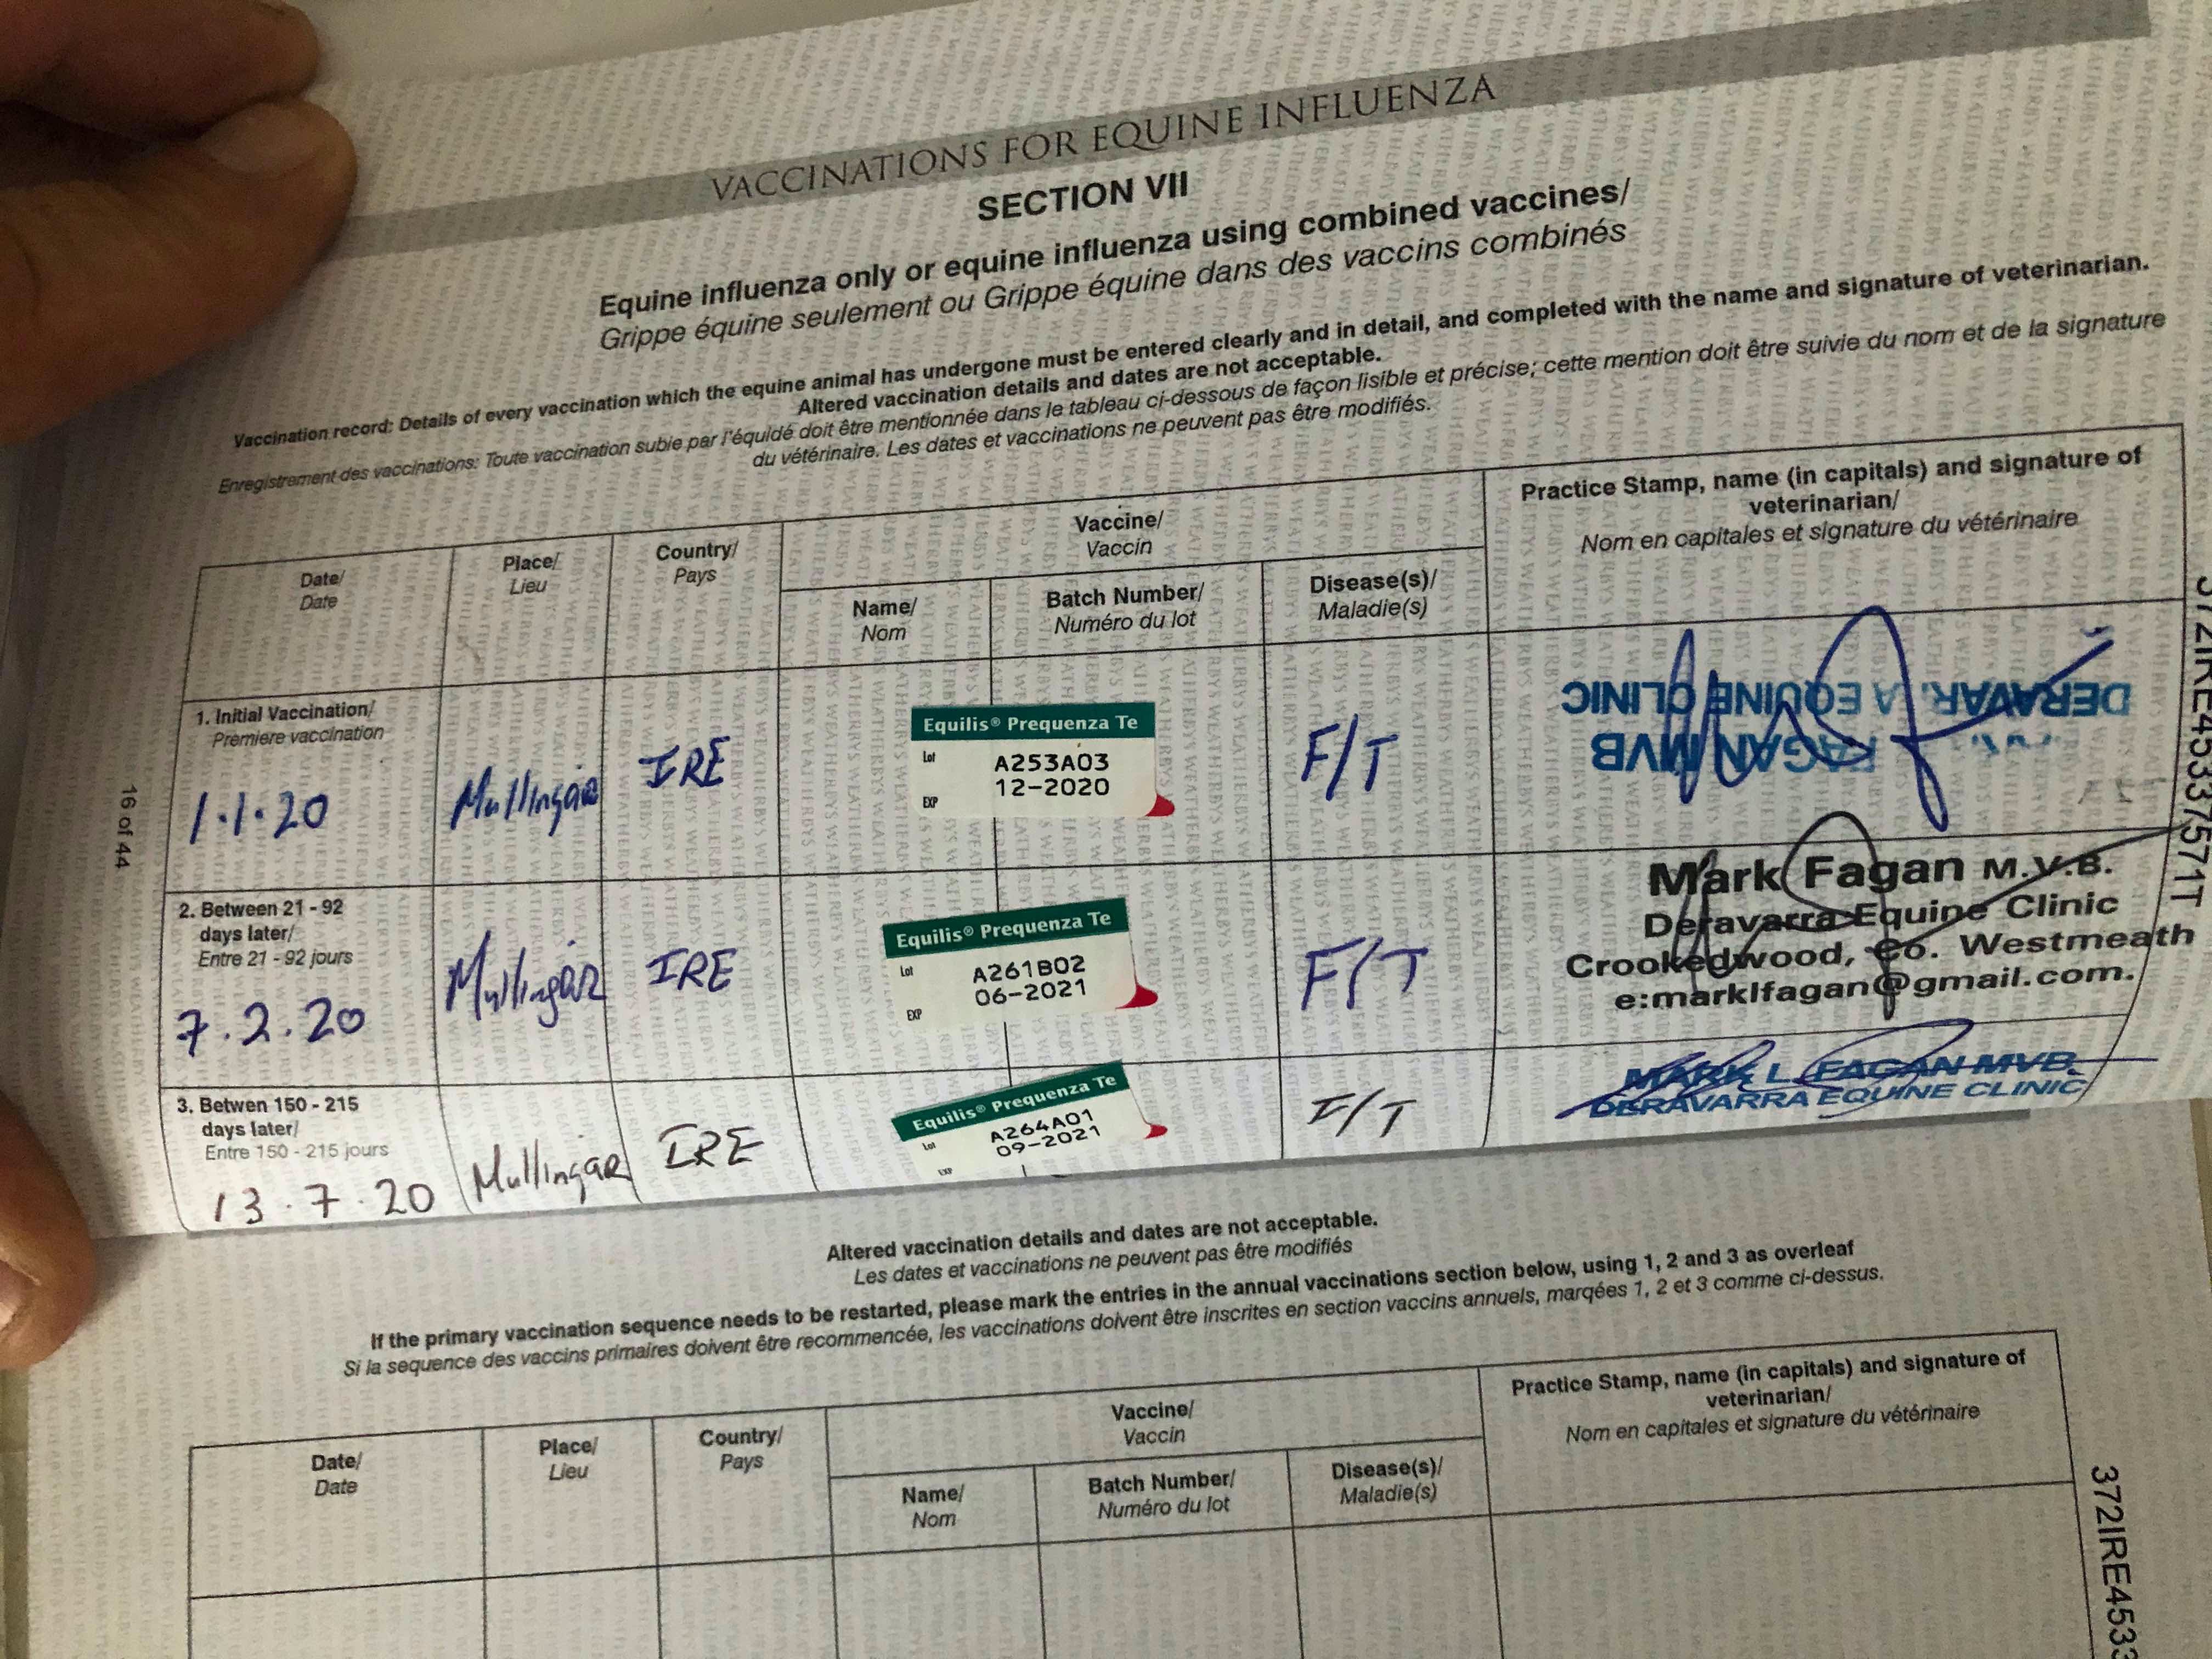 VACCINATIONS FOR EQUINE INFLUENZA
SECTION VII
Equine influenza only or equine influenza using combined vaccines/
Grippe équine seulement ou Grippe équine dans des vaccins combinés
Vaccination record: Details of every vaccination which the equine animal has undergone must be entered clearly and in detail, and completed with the name and signature of veterinarian.
Altered vaccination details and dates are not acceptable.
Enregistrement des vaccinations: Toute vaccination subie par l'équidé doit être mentionnée dans le tableau ci-dessous de façon lisible et précise; cette mention doit être suivie du nom et de la signature
du vétérinaire. Les dates et vaccinations ne peuvent pas être modifiés.
Date/
Date
Place/
Lieu
Country/
Pays
Vaccine/
Vaccin
Name/
Nom
Batch Number/
Numéro du lot
Disease(s)/
Maladie(s)
Practice Stamp, name (in capitals) and signature of
veterinarian/
Nom en capitales et signature du vétérinaire
1. Initial Vaccination/
Premiere vaccination
1.1.20
Mullingar
IRE
Equilis® Prequenza Te
Lot A253A03
12-2020
EXP
F/T
FAGAN MVB
EQUINE CLINIC
2. Between 21 - 92
days later/
Entre 21 - 92 jours
7.2.20
Mullingar
IRE
Equilis® Prequenza Te
Lot A261B02
06-2021
EXP
F/T
Mark Fagan M.V.B.
Deravarra Equine Clinic
Crookedwood, Co. Westmeath
e:marklfagan@gmail.com.
3. Betwen 150 - 215
days later/
Entre 150 - 215 jours
13.7.20
Mullingar
IRE
Equilis® Prequenza Te
Lot A264A01
09-2021
EXP
F/T
MARK L. FAGAN MVB.
DERAVARRA EQUINE CLINIC
16 of 44
372IRE45337571T
Altered vaccination details and dates are not acceptable.
Les dates et vaccinations ne peuvent pas être modifiés
If the primary vaccination sequence needs to be restarted, please mark the entries in the annual vaccinations section below, using 1, 2 and 3 as overleaf
Si la sequence des vaccins primaires doivent être recommencée, les vaccinations doivent être inscrites en section vaccins annuels, marqées 1, 2 et 3 comme ci-dessus.
Date/
Date
Place/
Lieu
Country/
Pays
Vaccine/
Vaccin
Name/
Nom
Batch Number/
Numéro du lot
Disease(s)/
Maladie(s)
Practice Stamp, name (in capitals) and signature of
veterinarian/
Nom en capitales et signature du vétérinaire
372IRE4533